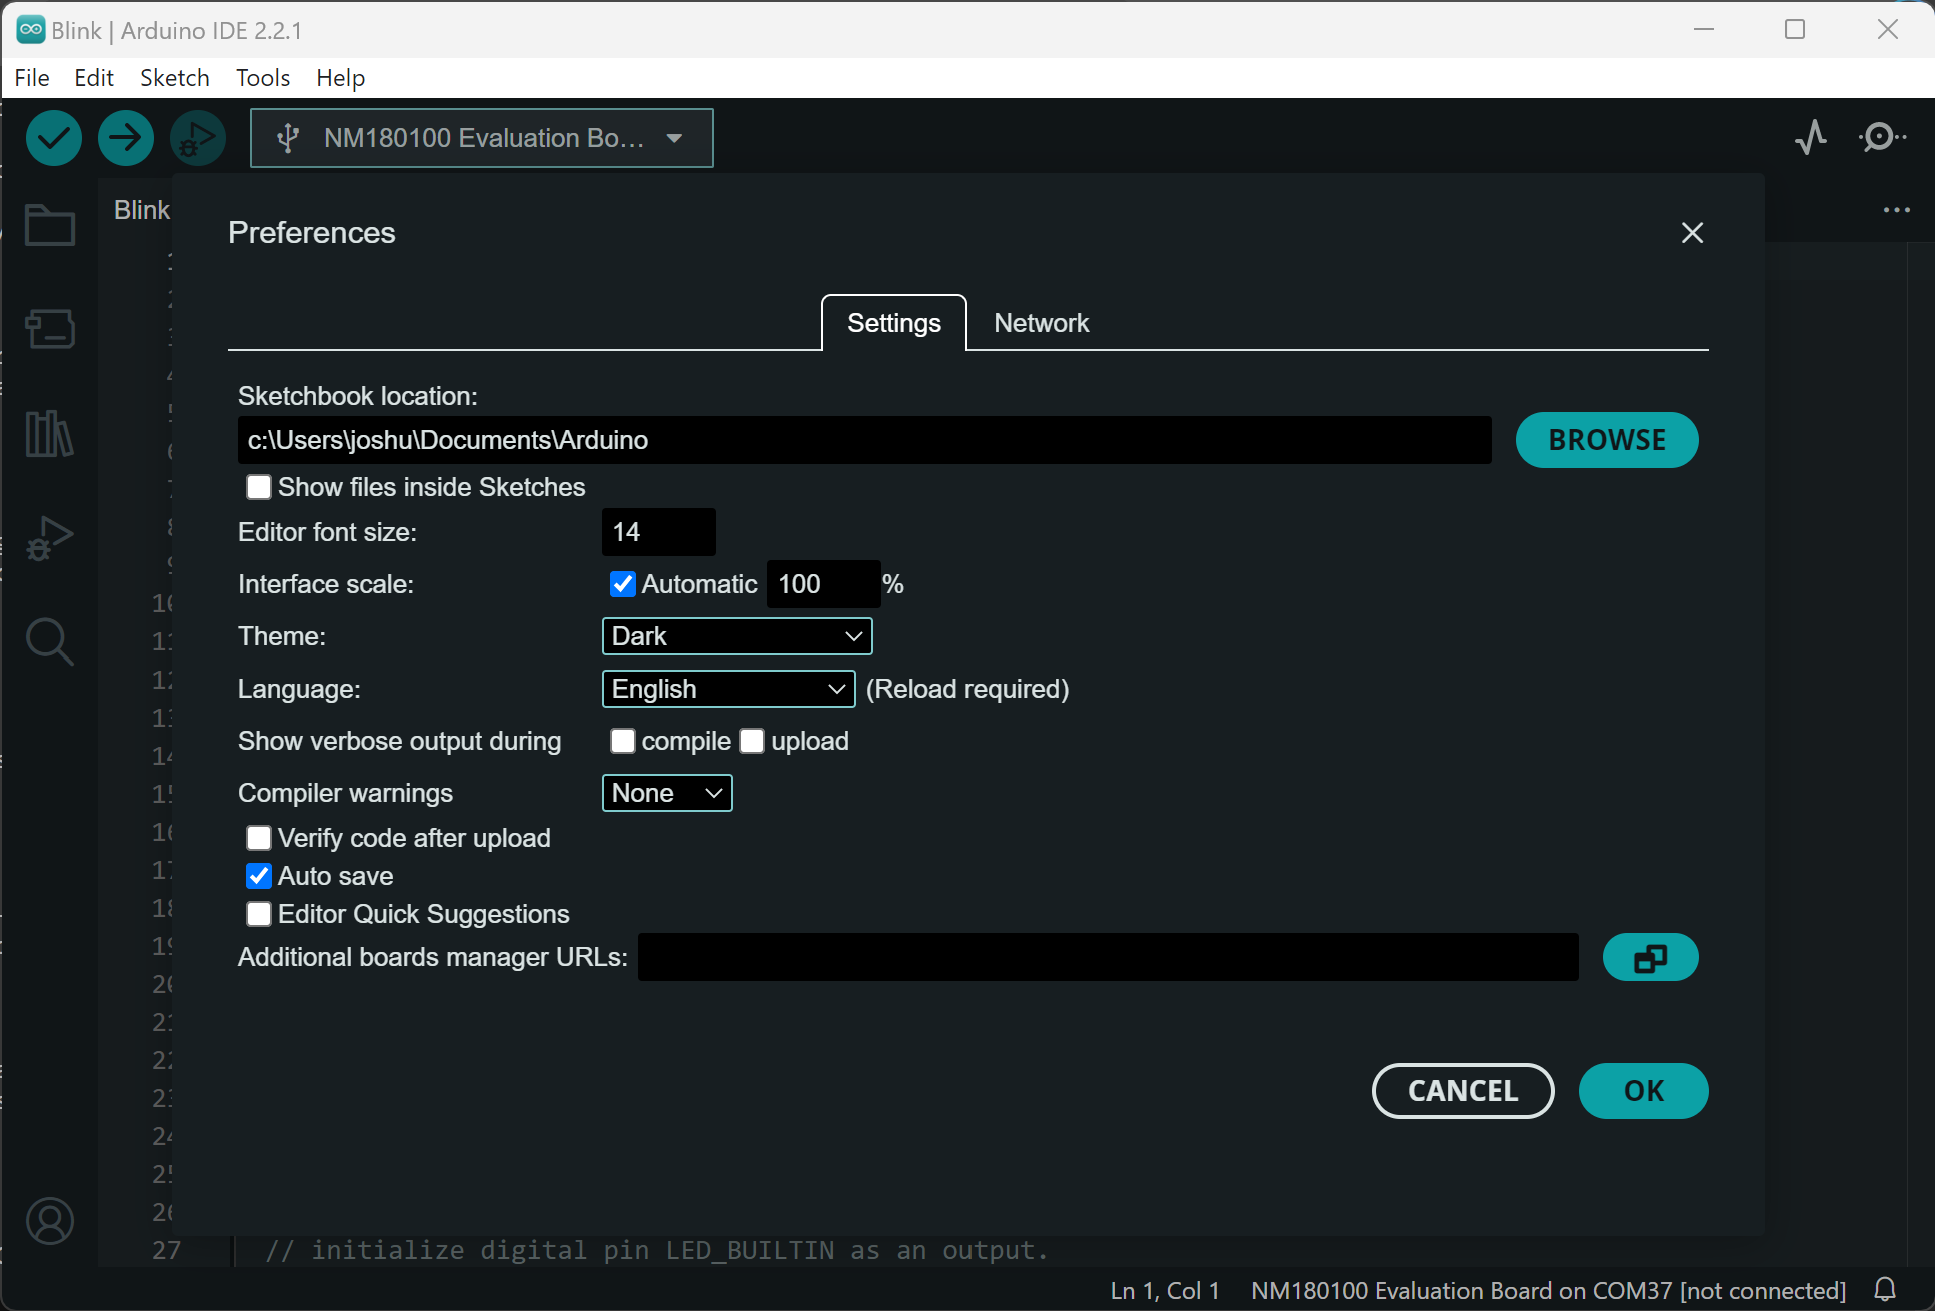 Blink | Arduino IDE 2.2.1
File Edit Sketch Tools Help
NM180100 Evaluation Bo...
Blink
Preferences
Settings Network
Sketchbook location:
c:\Users\joshu\Documents\Arduino
BROWSE
Show files inside Sketches
Editor font size: 14
Interface scale: Automatic 100 %
Theme: Dark
Language: English (Reload required)
Show verbose output during compile upload
Compiler warnings None
Verify code after upload
Auto save
Editor Quick Suggestions
Additional boards manager URLs:
CANCEL OK
27 // initialize digital pin LED_BUILTIN as an output.
Ln 1, Col 1 NM180100 Evaluation Board on COM37 [not connected]